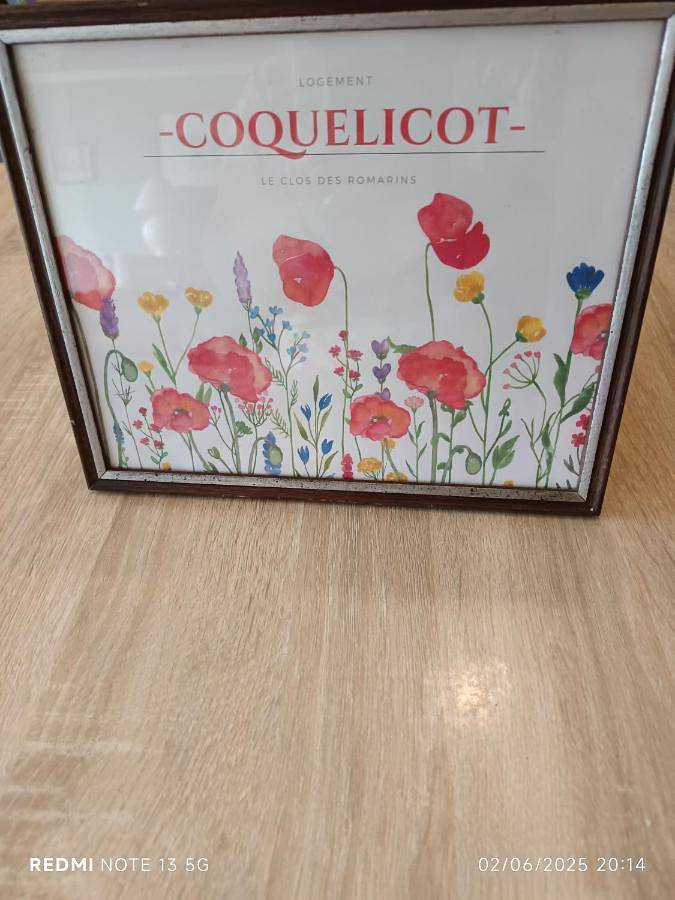 LOGEMENT
-COQUELICOT-
LE CLOS DES ROMARINS
REDMI NOTE 13 5G
02/06/2025 20:14